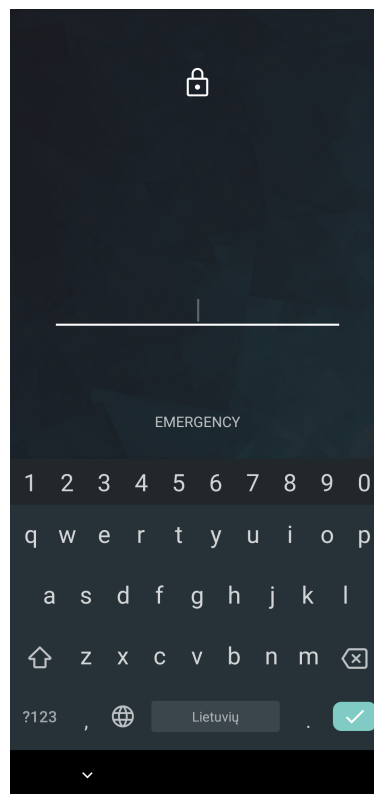 EMERGENCY
1 2 3 4 5 6 7 8 9 0
q w e r t y u i o p
a s d f g h j k l
z x c v b n m
?123 , Lietuvių .